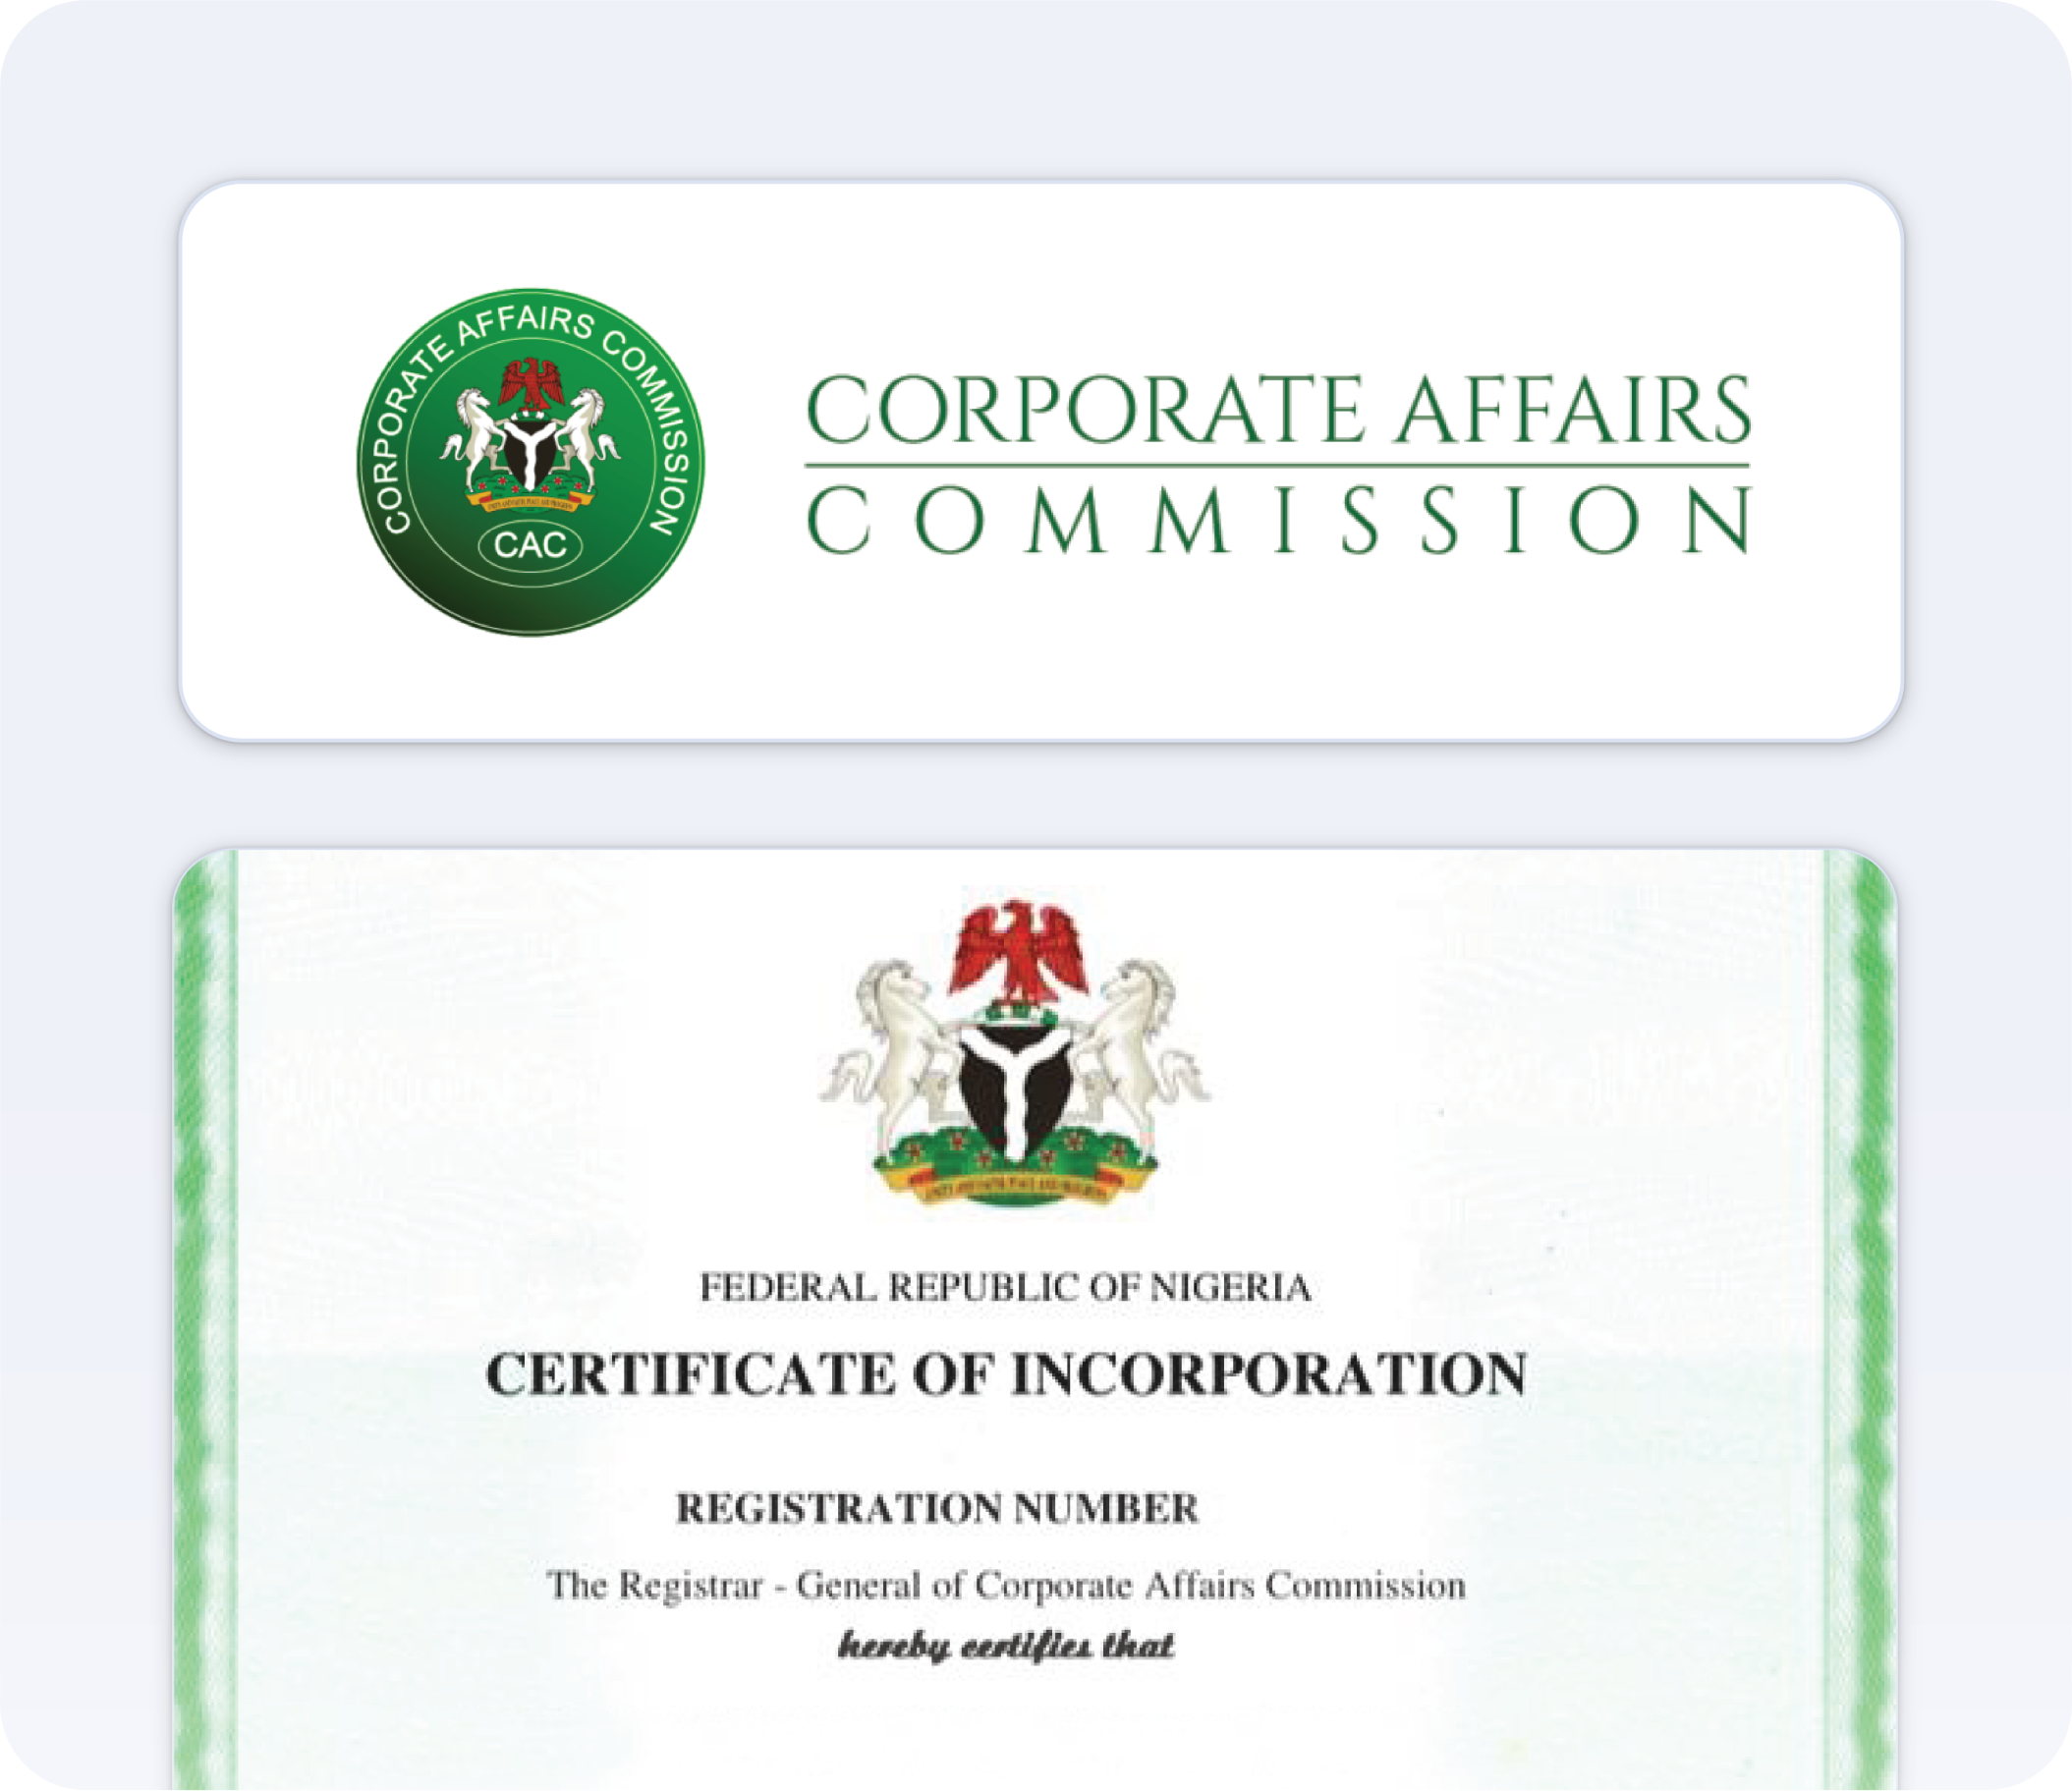 CORPORATE AFFAIRS COMMISSION
CAC
CORPORATE AFFAIRS
COMMISSION
FEDERAL REPUBLIC OF NIGERIA
CERTIFICATE OF INCORPORATION
REGISTRATION NUMBER
The Registrar - General of Corporate Affairs Commission
hereby certifies that